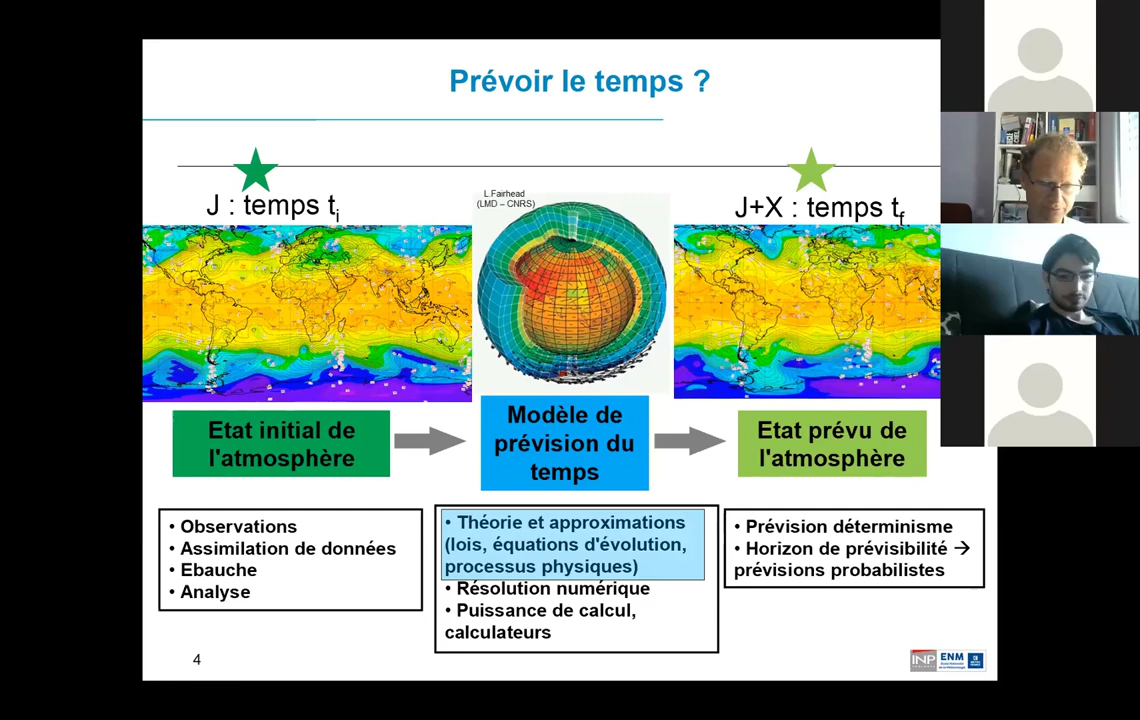 Prévoir le temps ?
J : temps ti
L.Fairhead
(LMD – CNRS)
J+X : temps tf
Etat initial de
l'atmosphère
Modèle de
prévision du
temps
Etat prévu de
l'atmosphère
• Observations
• Assimilation de données
• Ebauche
• Analyse
• Théorie et approximations
(lois, équations d'évolution,
processus physiques)
• Résolution numérique
• Puissance de calcul,
calculateurs
• Prévision déterminisme
• Horizon de prévisibilité →
prévisions probabilistes
4
INP
ENM